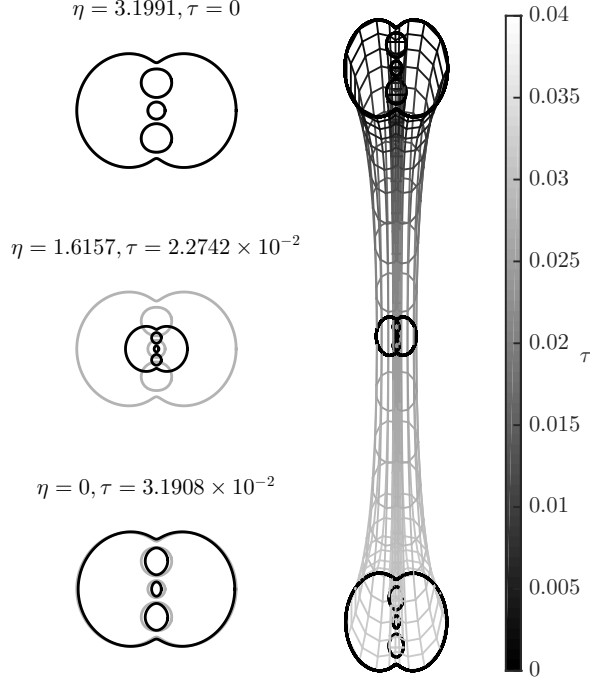 η = 3.1991, τ = 0
η = 1.6157, τ = 2.2742 × 10⁻²
η = 0, τ = 3.1908 × 10⁻²
0.04
0.035
0.03
0.025
0.02
τ
0.015
0.01
0.005
0